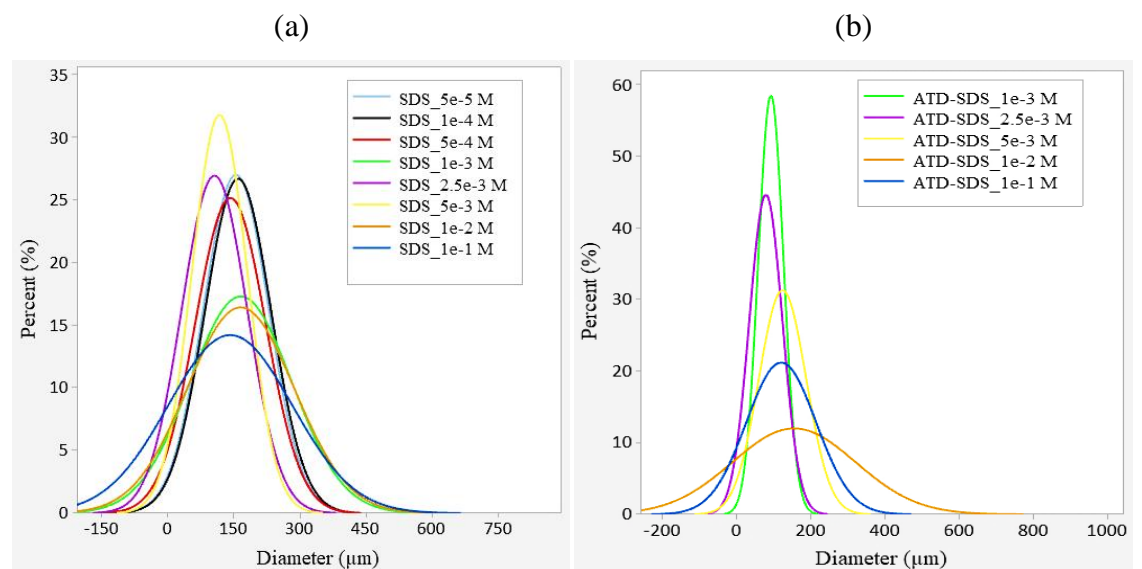 (a)
(b)
35
30
25
20
15
10
5
0
Percent (%)
SDS_5e-5 M
SDS_1e-4 M
SDS_5e-4 M
SDS_1e-3 M
SDS_2.5e-3 M
SDS_5e-3 M
SDS_1e-2 M
SDS_1e-1 M
-150 0 150 300 450 600 750
Diameter (µm)
60
50
40
30
20
10
0
Percent (%)
ATD-SDS_1e-3 M
ATD-SDS_2.5e-3 M
ATD-SDS_5e-3 M
ATD-SDS_1e-2 M
ATD-SDS_1e-1 M
-200 0 200 400 600 800 1000
Diameter (µm)